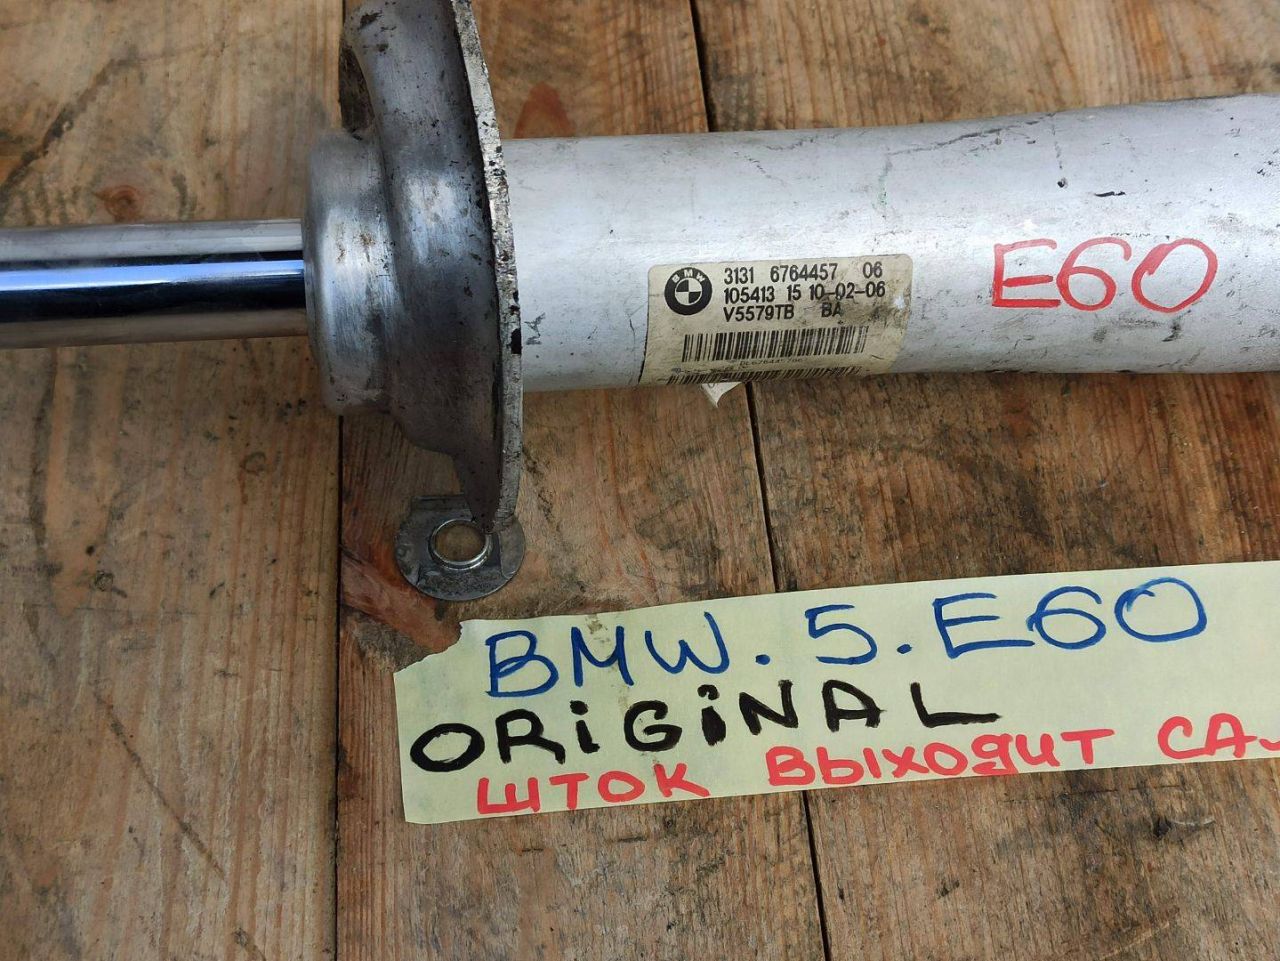 BMW
3131 6764457 06
105413 15 10-02-06
V5579TB BA
E60
BMW. 5. E60
ORiGiNAL
шток выходит